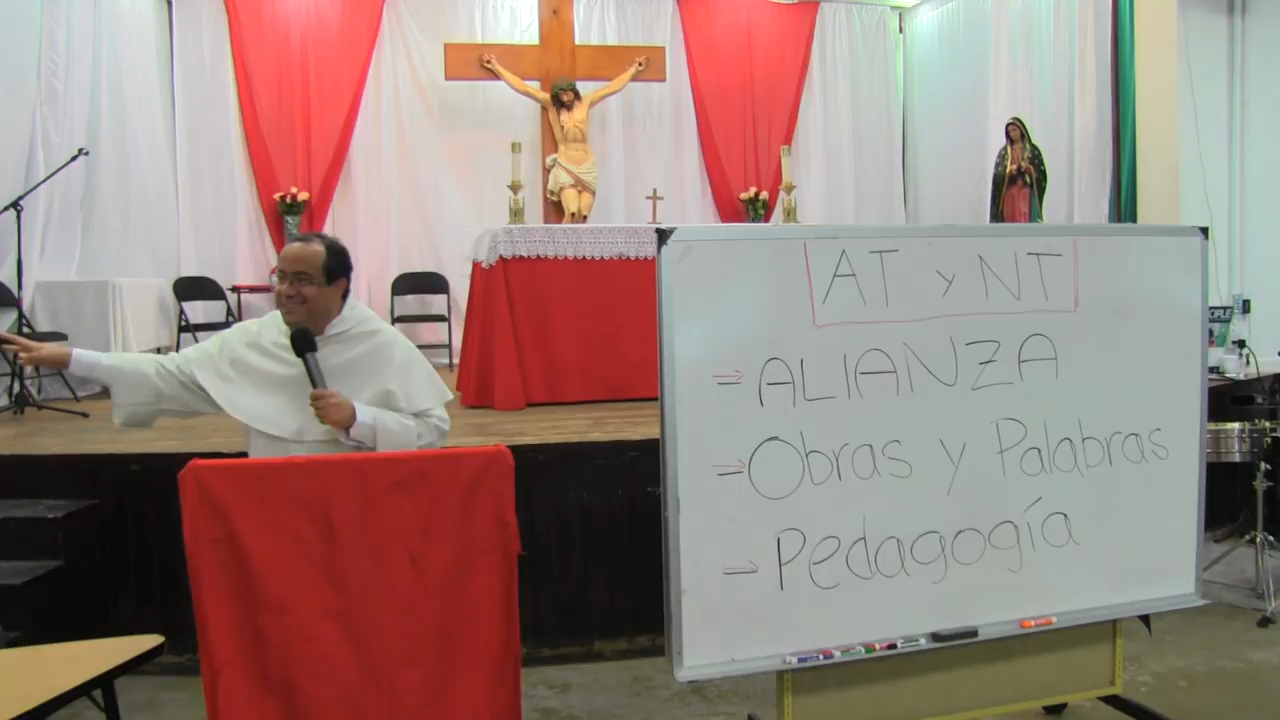 AT y NT
⇒ ALIANZA
⇒ Obras y Palabras
⇒ Pedagogía